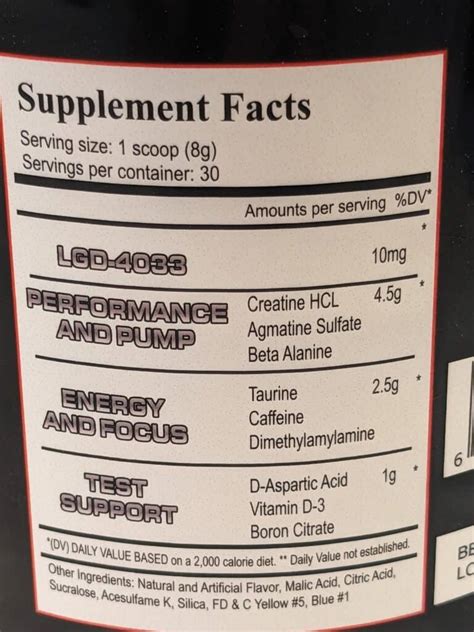 Supplement Facts
Serving size: 1 scoop (8g)
Servings per container: 30
Amounts per serving %DV*
*
LGD-4033 10mg
PERFORMANCE AND PUMP
Creatine HCL 4.5g *
Agmatine Sulfate
Beta Alanine
ENERGY AND FOCUS
Taurine 2.5g *
Caffeine
Dimethylamylamine
TEST SUPPORT
D-Aspartic Acid 1g *
Vitamin D-3
Boron Citrate
*(DV) DAILY VALUE BASED on a 2,000 calorie diet. ** Daily Value not established.
Other Ingredients: Natural and Artificial Flavor, Malic Acid, Citric Acid,
Sucralose, Acesulfame K, Silica, FD & C Yellow #5, Blue #1
6
BE